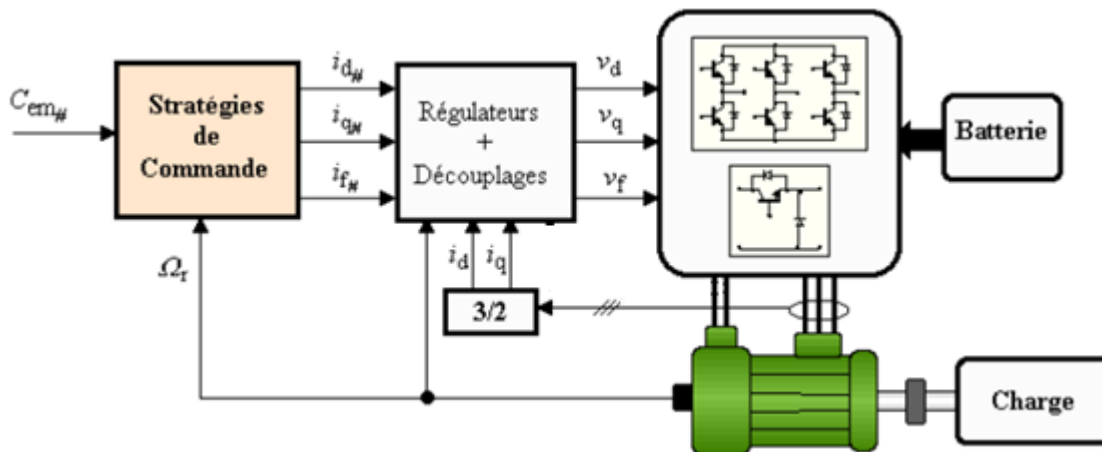 C_em#
Stratégies
de
Commande
i_d#
i_q#
i_f#
Régulateurs
+
Découplages
v_d
v_q
v_f
Batterie
Ω_r
i_d
i_q
3/2
Charge